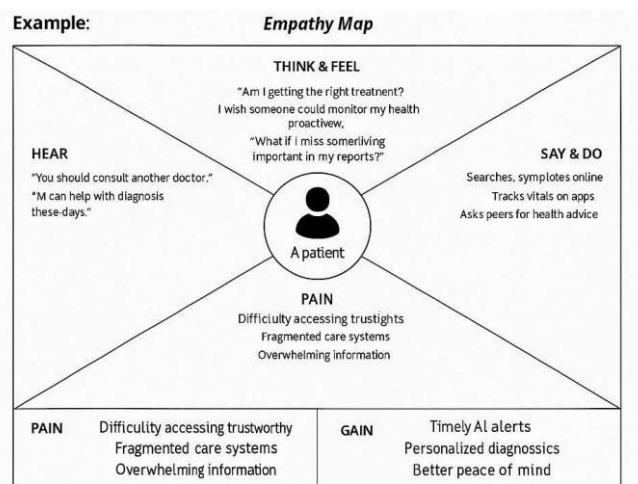 Example:
Empathy Map
THINK & FEEL
"Am I getting the right treatnent?
I wish someone could monitor my health
proactivew,
"What if i miss somerliving
important in my reports?"
HEAR
"You should consult another doctor."
"M can help with diagnosis
these-days."
SAY & DO
Searches, symplotes online
Tracks vitals on apps
Asks peers for health advice
A patient
PAIN
Difficiulty accessing trustights
Fragmented care systems
Overwhelming information
PAIN
Difficulity accessing trustworthy
Fragmented care systems
Overwhelming information
GAIN
Timely AI alerts
Personalized diagnossics
Better peace of mind